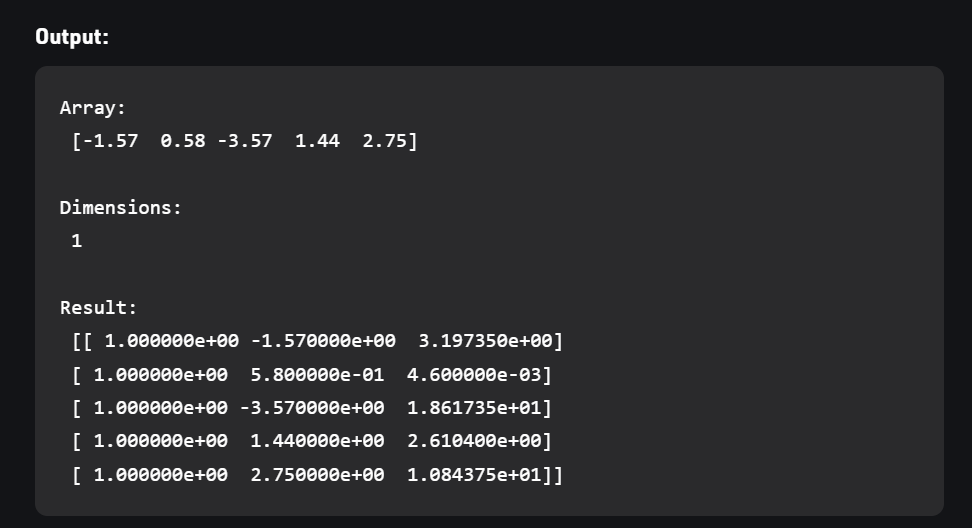 Output:
Array:
[-1.57  0.58 -3.57  1.44  2.75]
Dimensions:
1
Result:
[[ 1.000000e+00 -1.570000e+00  3.197350e+00]
[ 1.000000e+00  5.800000e-01  4.600000e-03]
[ 1.000000e+00 -3.570000e+00  1.861735e+01]
[ 1.000000e+00  1.440000e+00  2.610400e+00]
[ 1.000000e+00  2.750000e+00  1.084375e+01]]